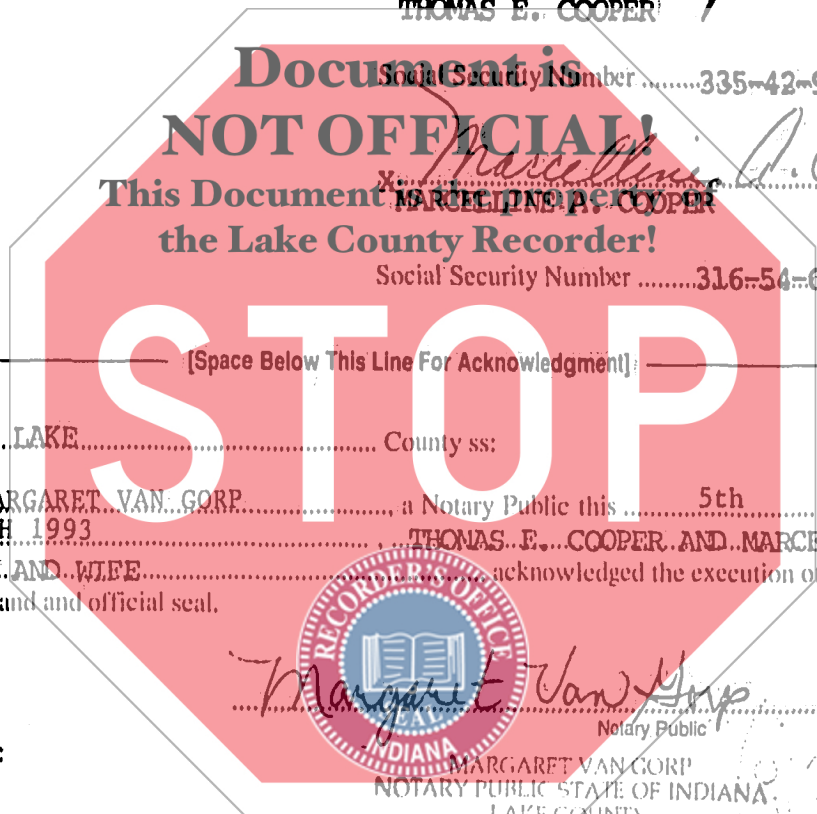 THOMAS E. COOPER
Document is
NOT OFFICIAL!
This Document is the property of
the Lake County Recorder!
Social Security Number ........335-42-9
Marcelline A. C
X
MARCELLINE A. COOPER
Social Security Number .........316-54-6
STOP
[Space Below This Line For Acknowledgment]
LAKE County ss:
ARGARET VAN GORP, a Notary Public this 5th
H 1993, THOMAS E. COOPER AND MARCE
AND WIFE acknowledged the execution of
and and official seal.
RECORDER'S OFFICE
SEAL
INDIANA
Margaret Van Gorp
Notary Public
MARGARET VAN GORP
NOTARY PUBLIC STATE OF INDIANA
LAKE COUNTY